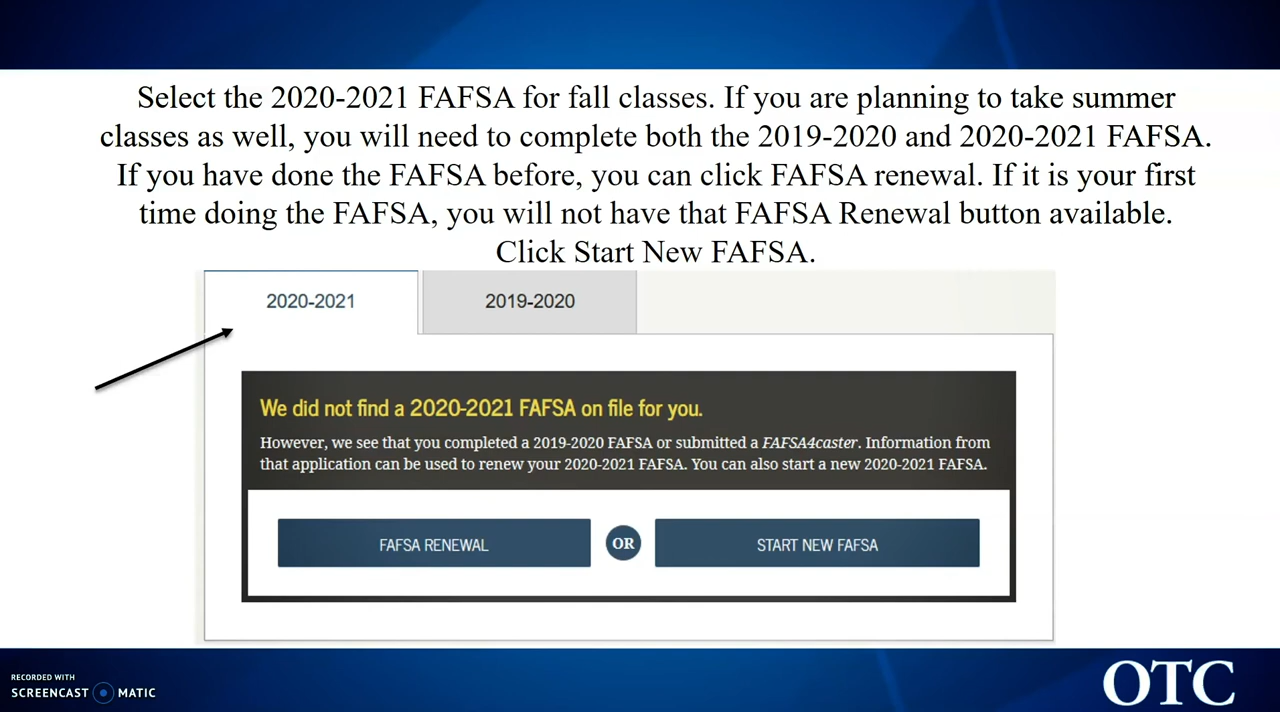 Select the 2020-2021 FAFSA for fall classes. If you are planning to take summer
classes as well, you will need to complete both the 2019-2020 and 2020-2021 FAFSA.
If you have done the FAFSA before, you can click FAFSA renewal. If it is your first
time doing the FAFSA, you will not have that FAFSA Renewal button available.
Click Start New FAFSA.
2020-2021
2019-2020
We did not find a 2020-2021 FAFSA on file for you.
However, we see that you completed a 2019-2020 FAFSA or submitted a FAFSA4caster. Information from
that application can be used to renew your 2020-2021 FAFSA. You can also start a new 2020-2021 FAFSA.
FAFSA RENEWAL
OR
START NEW FAFSA
RECORDED WITH
SCREENCAST MATIC
OTC